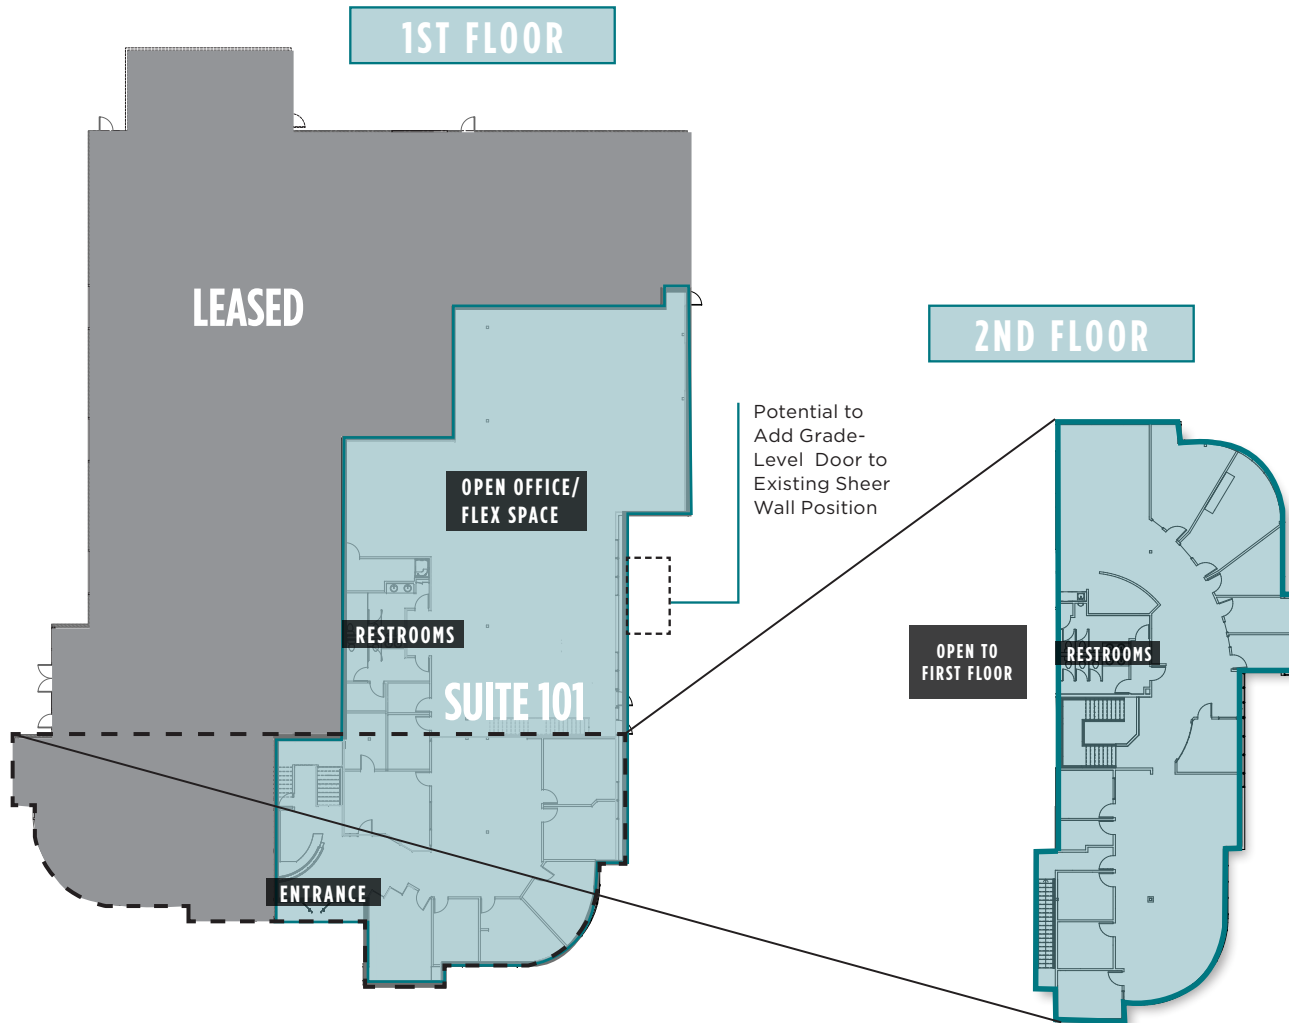 1ST FLOOR
LEASED
2ND FLOOR
Potential to
Add Grade-
Level Door to
Existing Sheer
Wall Position
OPEN OFFICE/
FLEX SPACE
RESTROOMS
OPEN TO
FIRST FLOOR
RESTROOMS
SUITE 101
ENTRANCE